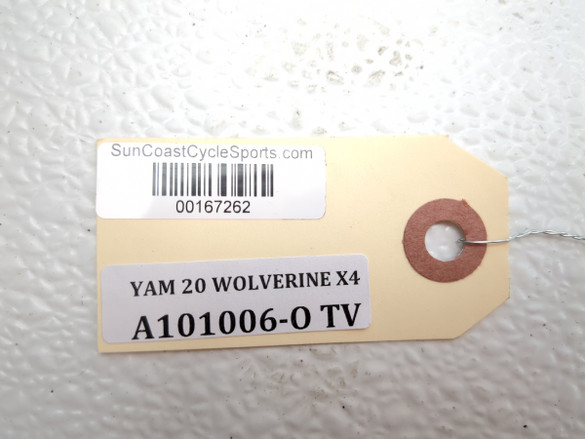 SunCoastCycleSports.com
00167262
YAM 20 WOLVERINE X4
A101006-O TV